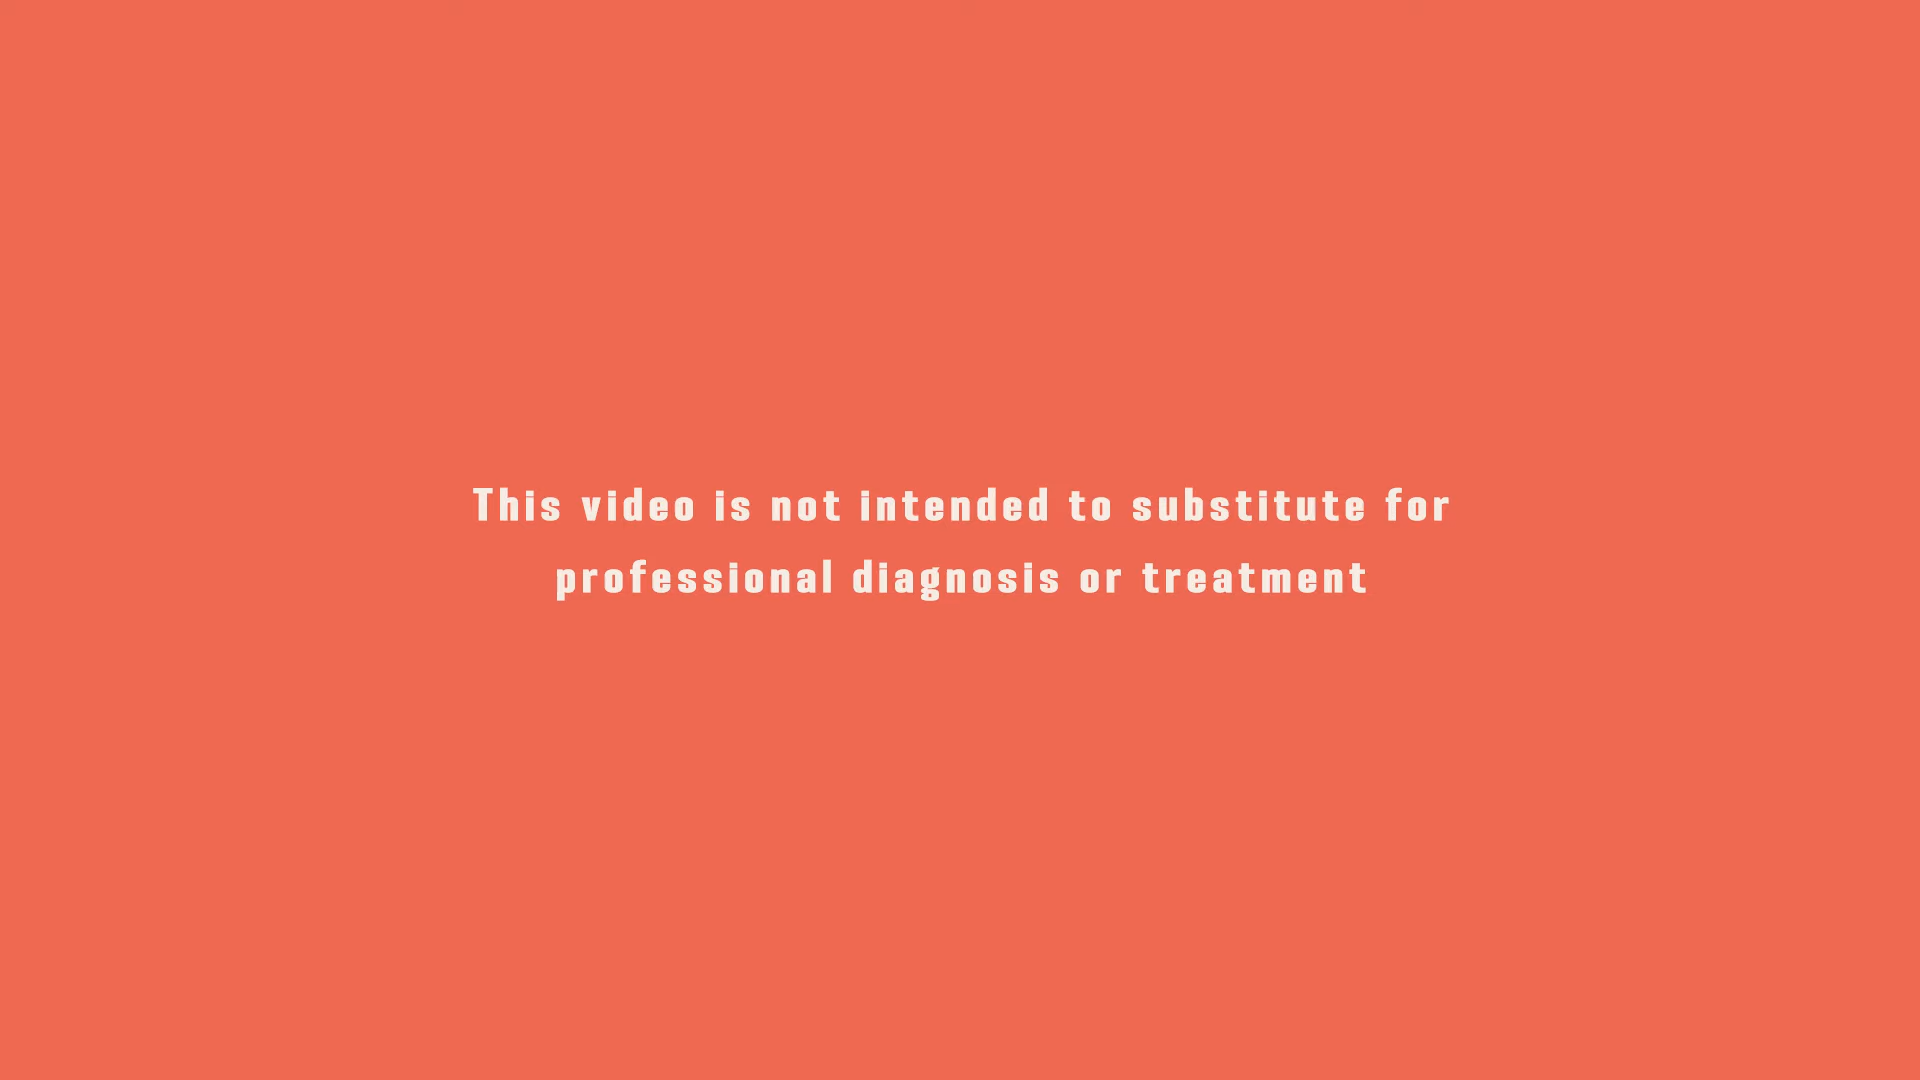 This video is not intended to substitute for
professional diagnosis or treatment